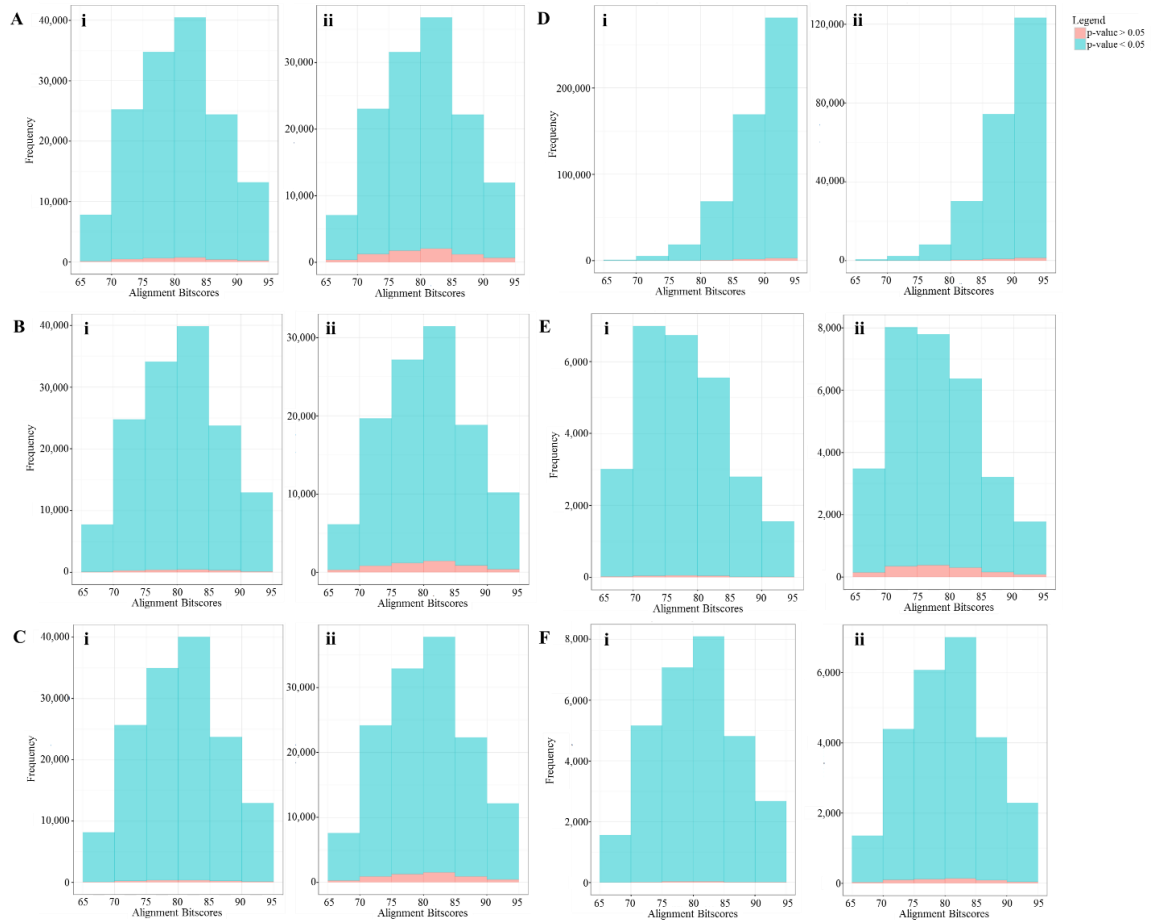 A
i
40,000
30,000
20,000
10,000
0
Frequency
65 70 75 80 85 90 95
Alignment Bitscores
ii
30,000
20,000
10,000
0
65 70 75 80 85 90 95
Alignment Bitscores
D
i
200,000
100,000
0
Frequency
65 70 75 80 85 90 95
Alignment Bitscores
ii
120,000
80,000
40,000
0
65 70 75 80 85 90 95
Alignment Bitscores
Legend
p-value > 0.05
p-value < 0.05
B
i
40,000
30,000
20,000
10,000
0
Frequency
65 70 75 80 85 90 95
Alignment Bitscores
ii
30,000
20,000
10,000
0
65 70 75 80 85 90 95
Alignment Bitscores
E
i
6,000
4,000
2,000
0
Frequency
65 70 75 80 85 90 95
Alignment Bitscores
ii
8,000
6,000
4,000
2,000
0
65 70 75 80 85 90 95
Alignment Bitscores
C
i
40,000
30,000
20,000
10,000
0
Frequency
65 70 75 80 85 90 95
Alignment Bitscores
ii
30,000
20,000
10,000
0
65 70 75 80 85 90 95
Alignment Bitscores
F
i
8,000
6,000
4,000
2,000
0
Frequency
65 70 75 80 85 90 95
Alignment Bitscores
ii
6,000
4,000
2,000
0
65 70 75 80 85 90 95
Alignment Bitscores